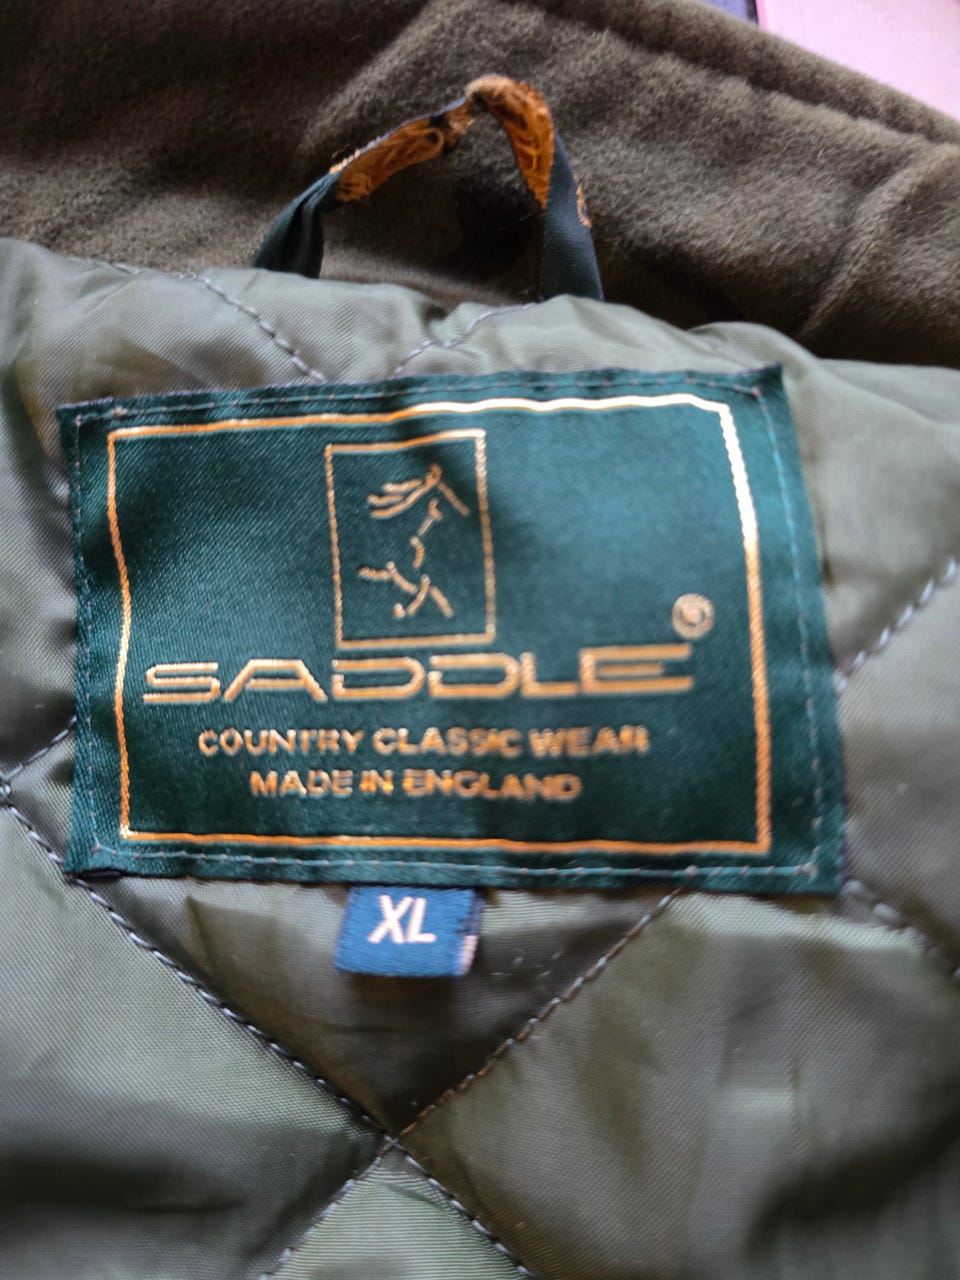 SADDLE®
COUNTRY CLASSIC WEAR
MADE IN ENGLAND
XL